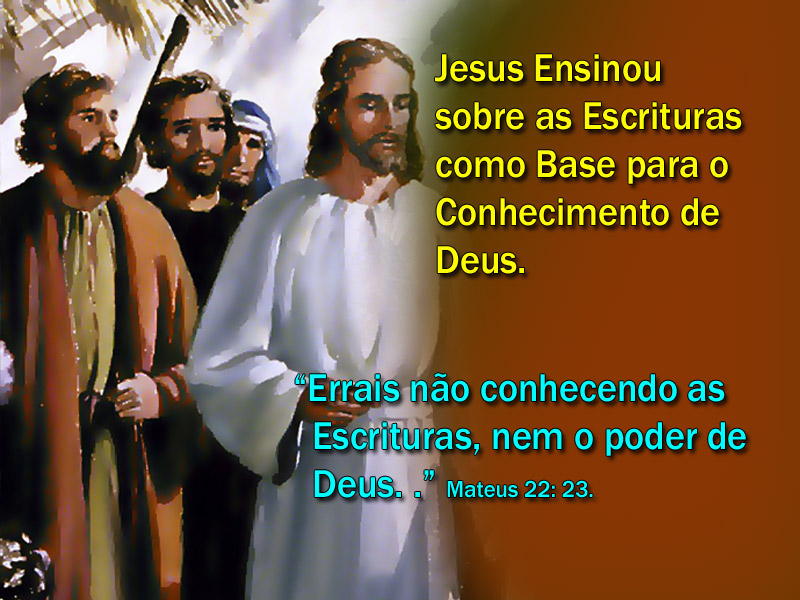 Jesus Ensinou
sobre as Escrituras
como Base para o
Conhecimento de
Deus.
“Errais não conhecendo as
Escrituras, nem o poder de
Deus. .” Mateus 22: 23.